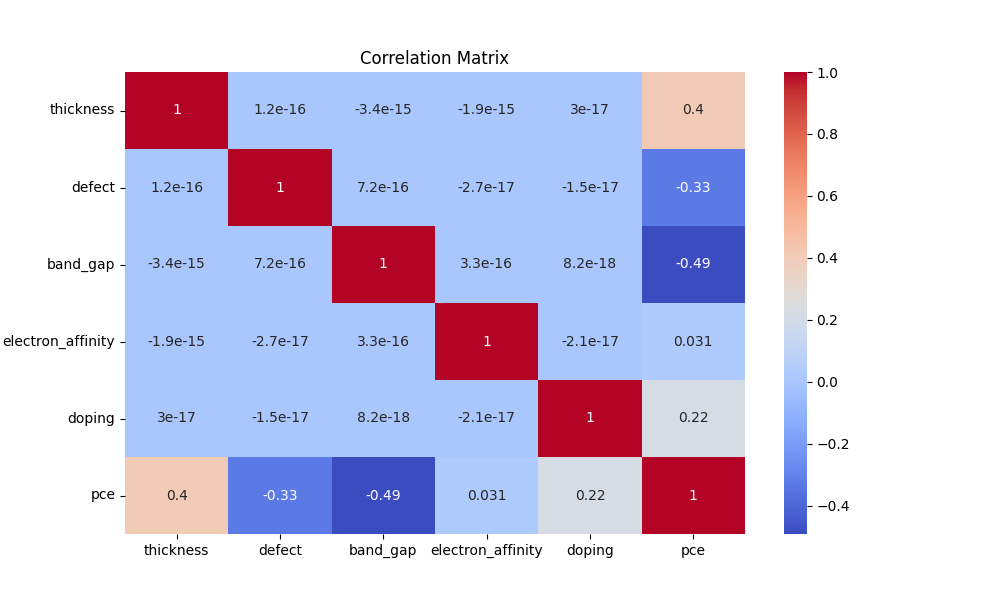 Correlation Matrix
thickness 1 1.2e-16 -3.4e-15 -1.9e-15 3e-17 0.4
defect 1.2e-16 1 7.2e-16 -2.7e-17 -1.5e-17 -0.33
band_gap -3.4e-15 7.2e-16 1 3.3e-16 8.2e-18 -0.49
electron_affinity -1.9e-15 -2.7e-17 3.3e-16 1 -2.1e-17 0.031
doping 3e-17 -1.5e-17 8.2e-18 -2.1e-17 1 0.22
pce 0.4 -0.33 -0.49 0.031 0.22 1
thickness defect band_gap electron_affinity doping pce
1.0
0.8
0.6
0.4
0.2
0.0
−0.2
−0.4